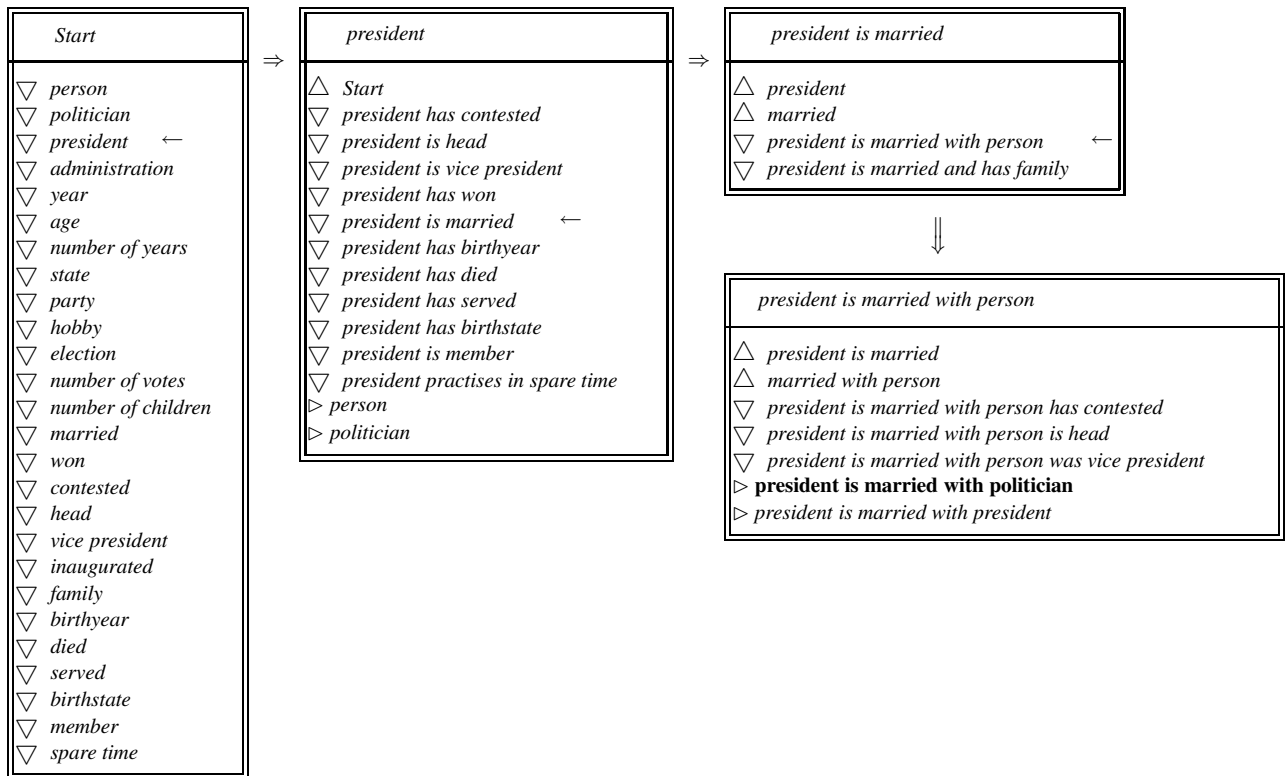 Start
▽ person
▽ politician
▽ president ←
▽ administration
▽ year
▽ age
▽ number of years
▽ state
▽ party
▽ hobby
▽ election
▽ number of votes
▽ number of children
▽ married
▽ won
▽ contested
▽ head
▽ vice president
▽ inaugurated
▽ family
▽ birthyear
▽ died
▽ served
▽ birthstate
▽ member
▽ spare time
⇒
president
△ Start
▽ president has contested
▽ president is head
▽ president is vice president
▽ president has won
▽ president is married ←
▽ president has birthyear
▽ president has died
▽ president has served
▽ president has birthstate
▽ president is member
▽ president practises in spare time
▷ person
▷ politician
⇒
president is married
△ president
△ married
▽ president is married with person ←
▽ president is married and has family
⇓
president is married with person
△ president is married
△ married with person
▽ president is married with person has contested
▽ president is married with person is head
▽ president is married with person was vice president
▷ president is married with politician
▷ president is married with president